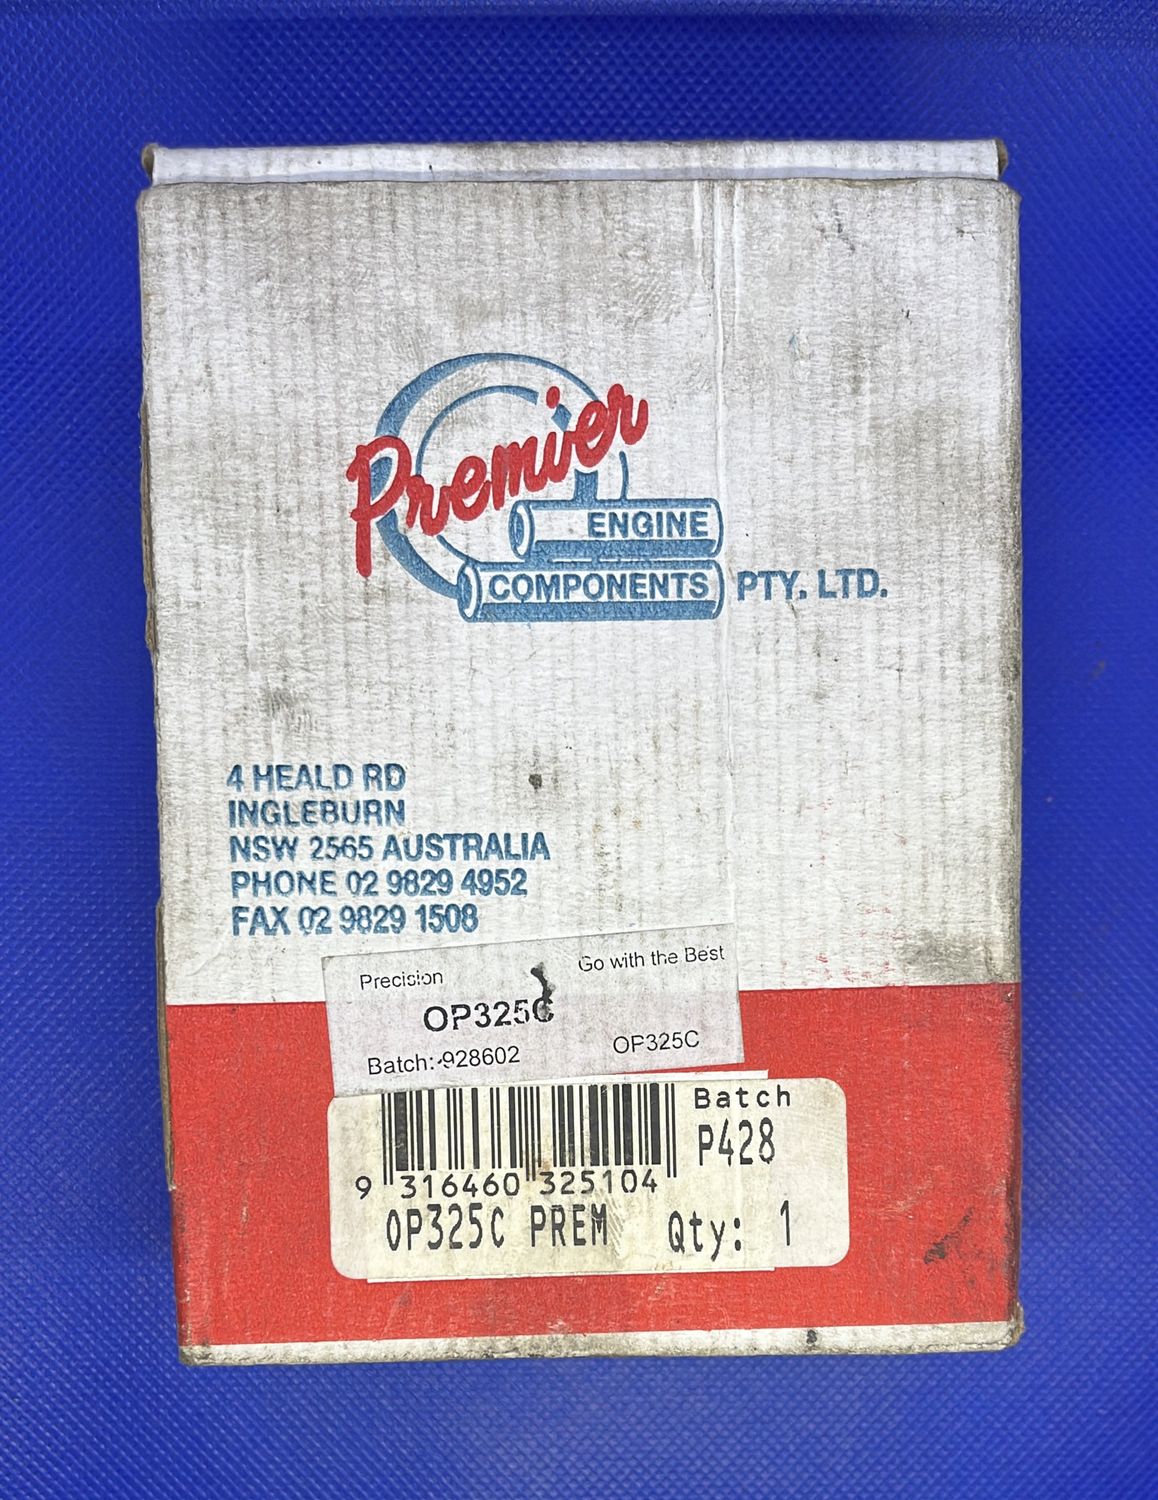 Premier
ENGINE
COMPONENTS PTY. LTD.
4 HEALD RD
INGLEBURN
NSW 2565 AUSTRALIA
PHONE 02 9829 4952
FAX 02 9829 1508
Precision Go with the Best
OP325C
Batch: 928602 OP325C
Batch
P428
9 316460 325104
OP325C PREM Qty: 1